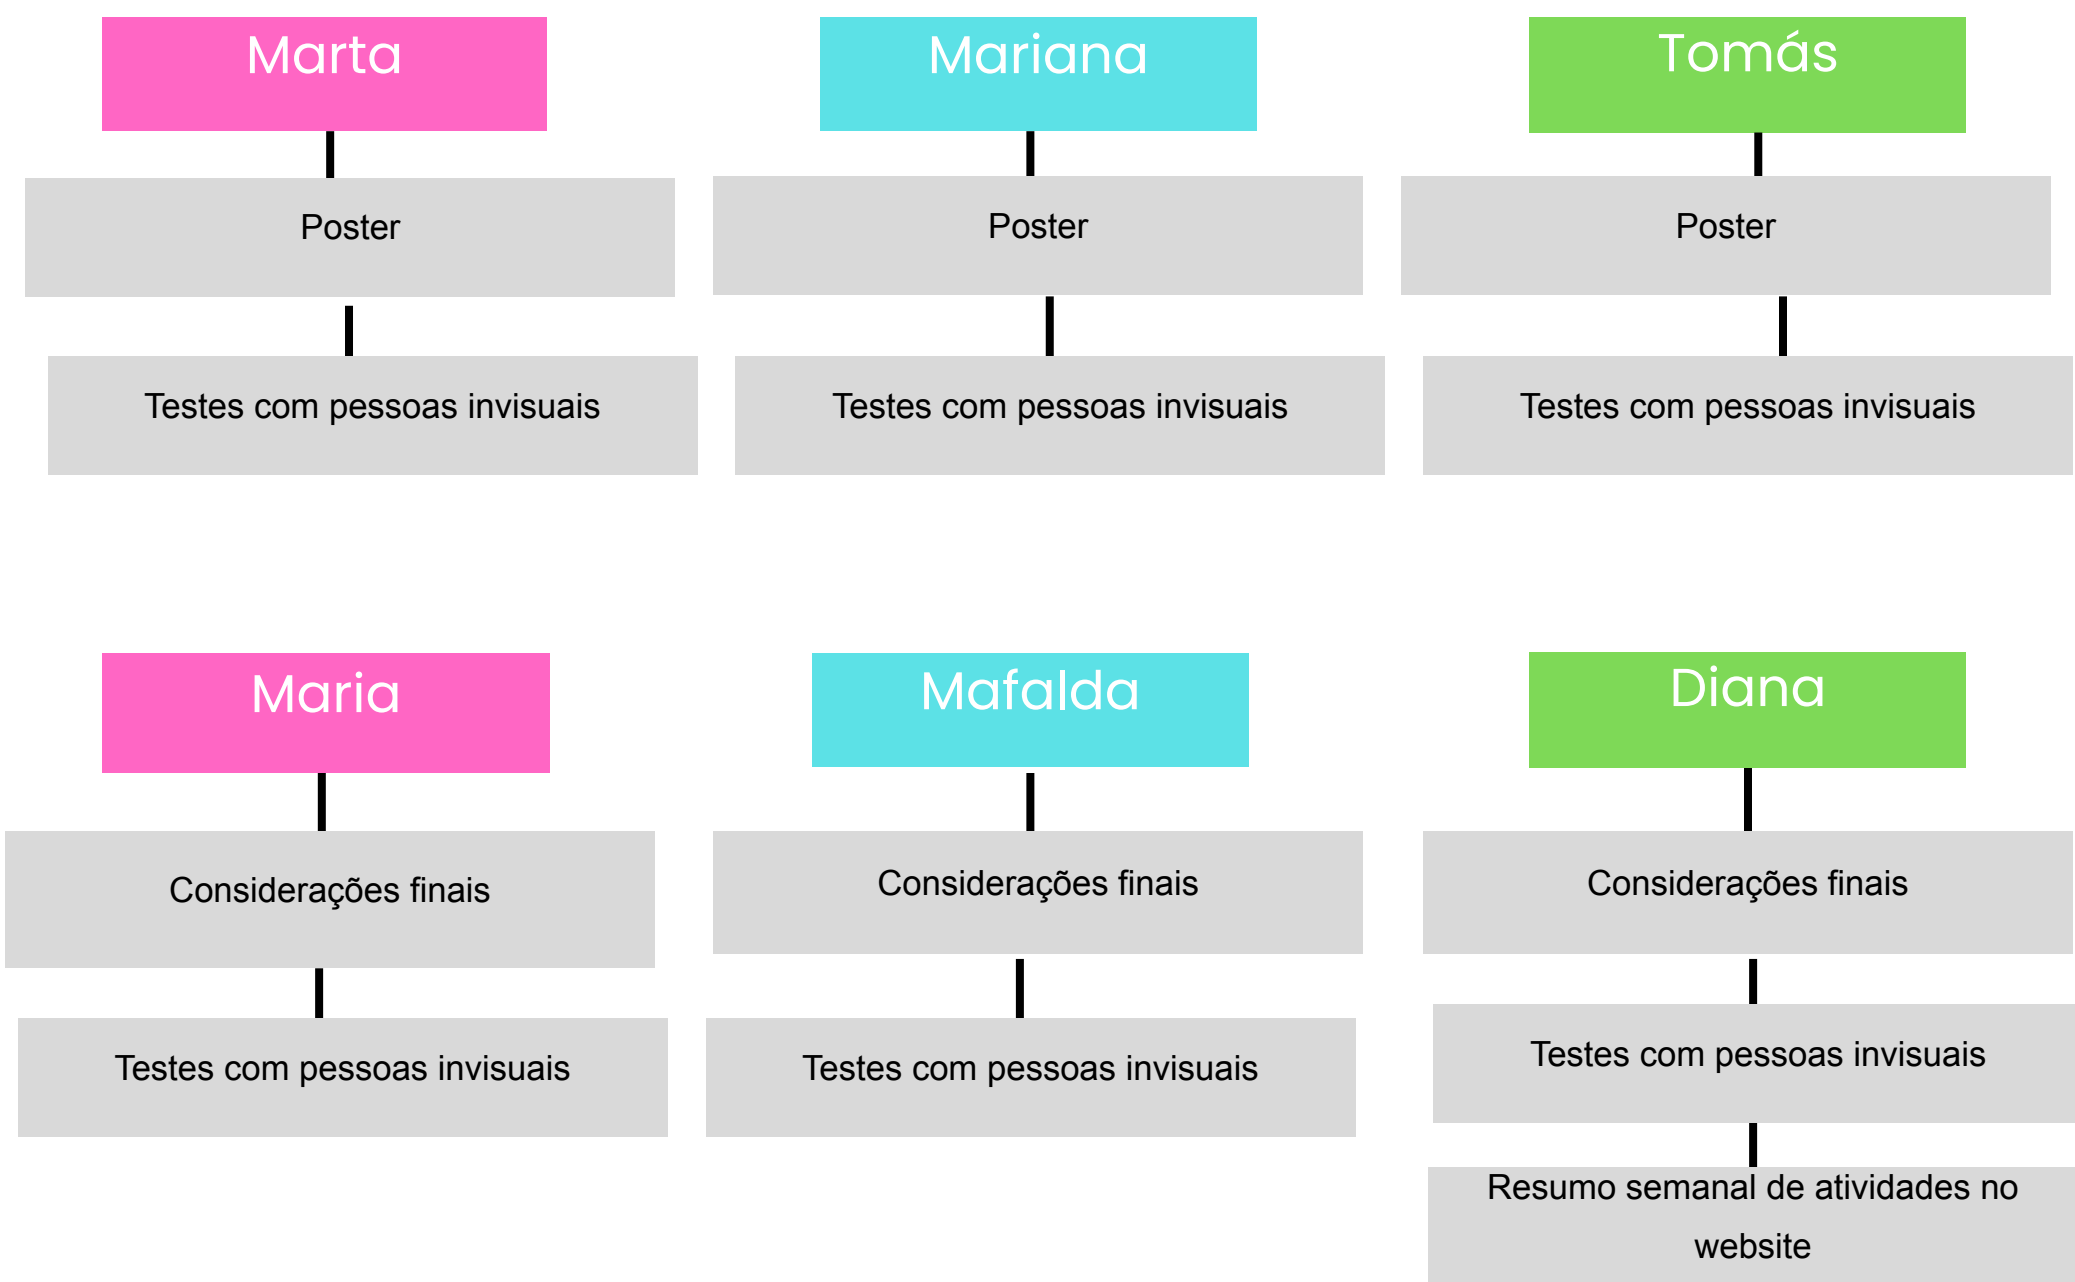 Marta
Mariana
Tomás
Poster
Poster
Poster
Testes com pessoas invisuais
Testes com pessoas invisuais
Testes com pessoas invisuais
Maria
Mafalda
Diana
Considerações finais
Considerações finais
Considerações finais
Testes com pessoas invisuais
Testes com pessoas invisuais
Testes com pessoas invisuais
Resumo semanal de atividades no
website